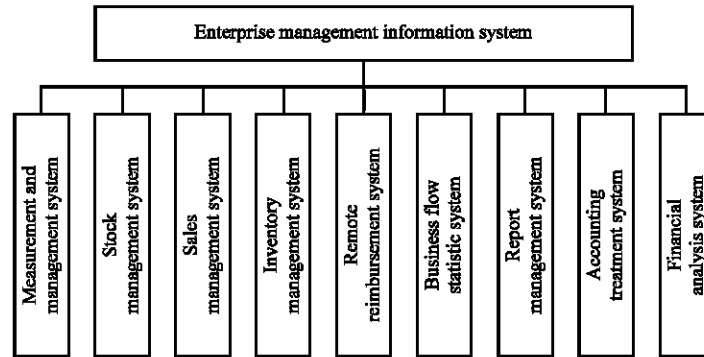 Enterprise management information system
Measurement and
management system
Stock
management system
Sales
management system
Inventory
management system
Remote
reimbursement system
Business flow
statistic system
Report
management system
Accounting
treatment system
Financial
analysis system